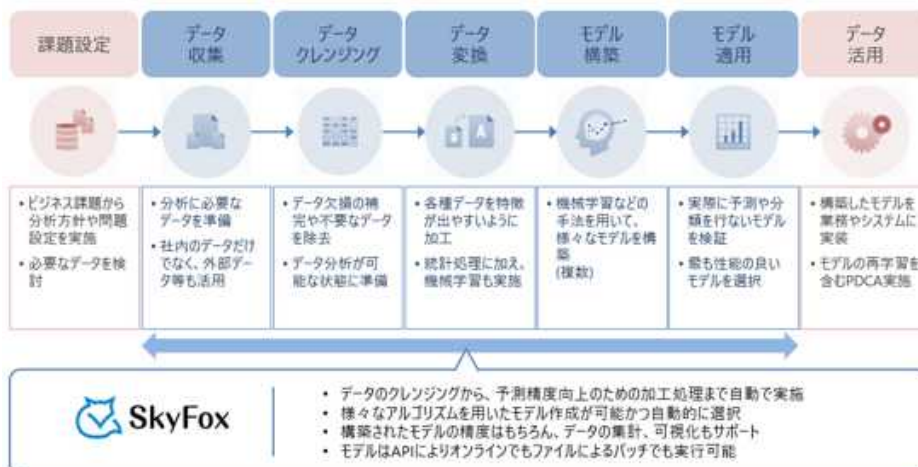 課題設定
データ
収集
データ
クレンジング
データ
変換
モデル
構築
モデル
適用
データ
活用
• ビジネス課題から
分析方針や問題
設定を実施
• 必要なデータを検
討
• 分析に必要な
データを準備
• 社内のデータだけ
でなく、外部デー
タ等も活用
• データ欠損の補
完や不要なデータ
を除去
• データ分析が可
能な状態に準備
• 各種データを特徴
が出やすいように
加工
• 統計処理に加え、
機械学習も実施
• 機械学習などの
手法を用いて、
様々なモデルを構
築
(複数)
• 実際に予測や分
類を行ないモデル
を検証
• 最も性能の良い
モデルを選択
• 構築したモデルを
業務やシステムに
実装
• モデルの再学習を
含むPDCA実施
SkyFox
• データのクレンジングから、予測精度向上のための加工処理まで自動で実施
• 様々なアルゴリズムを用いたモデル作成が可能かつ自動的に選択
• 構築されたモデルの精度はもちろん、データの集計、可視化もサポート
• モデルはAPIによりオンラインでもファイルによるバッチでも実行可能